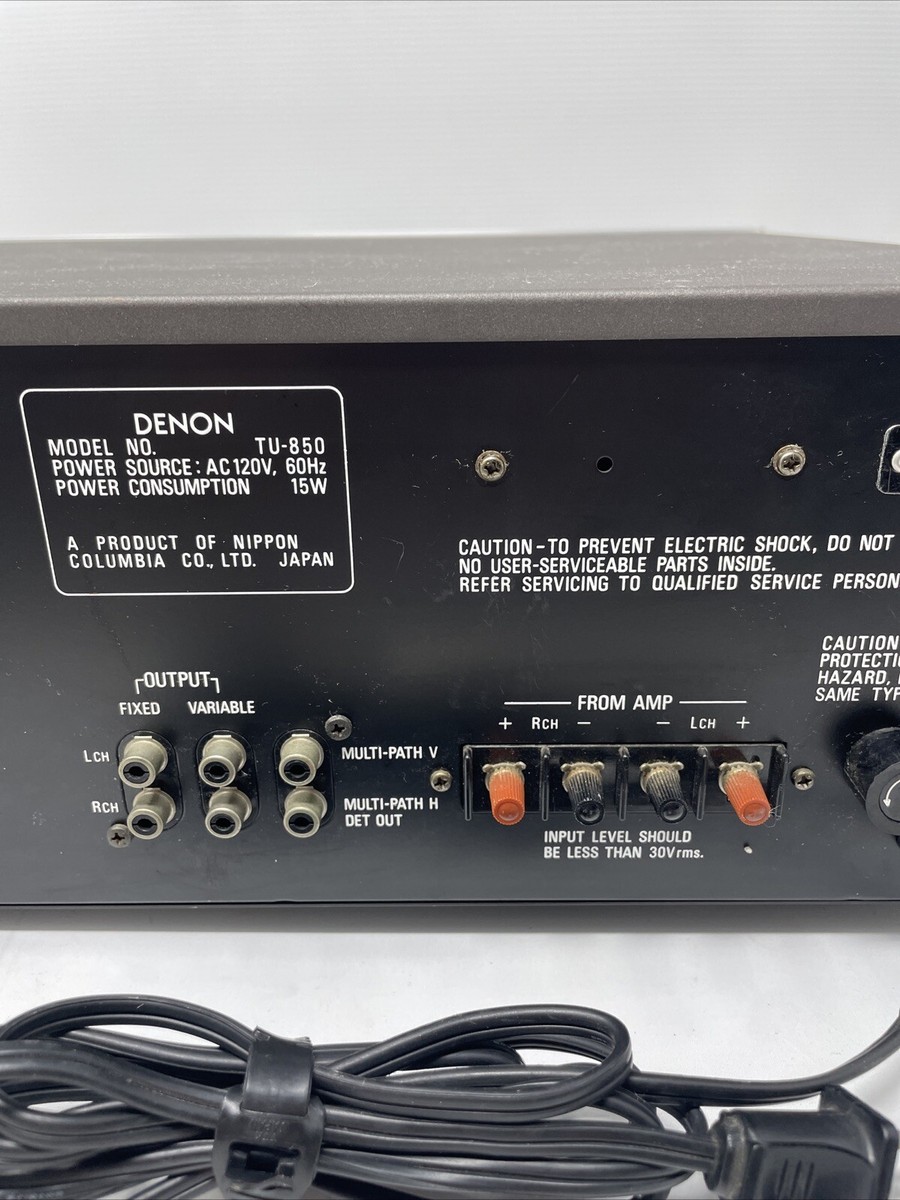 DENON
MODEL NO. TU-850
POWER SOURCE: AC 120V, 60Hz
POWER CONSUMPTION 15W
A PRODUCT OF NIPPON
COLUMBIA CO., LTD. JAPAN
CAUTION-TO PREVENT ELECTRIC SHOCK, DO NOT
NO USER-SERVICEABLE PARTS INSIDE.
REFER SERVICING TO QUALIFIED SERVICE PERSON
CAUTION
PROTECTI
HAZARD,
SAME TYP
OUTPUT
FIXED VARIABLE
LCH
RCH
MULTI-PATH V
MULTI-PATH H
DET OUT
FROM AMP
+ RCH − − LCH +
INPUT LEVEL SHOULD
BE LESS THAN 30Vrms.